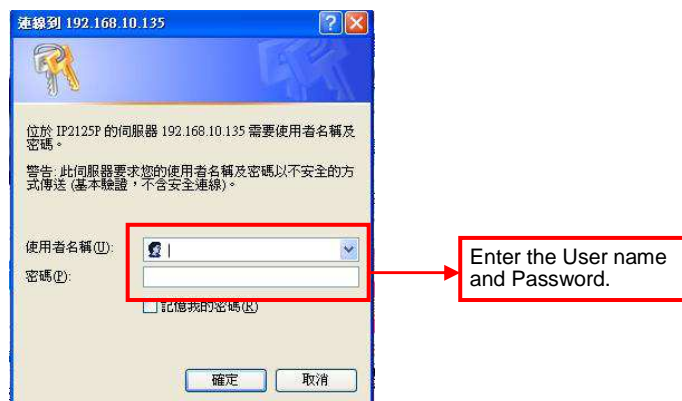 連線到 192.168.10.135
位於 IP2125P 的伺服器 192.168.10.135 需要使用者名稱及
密碼。
警告: 此伺服器要求您的使用者名稱及密碼以不安全的方
式傳送 (基本驗證，不含安全連線)。
使用者名稱(U):
密碼(P):
記憶我的密碼(R)
確定
取消
Enter the User name
and Password.